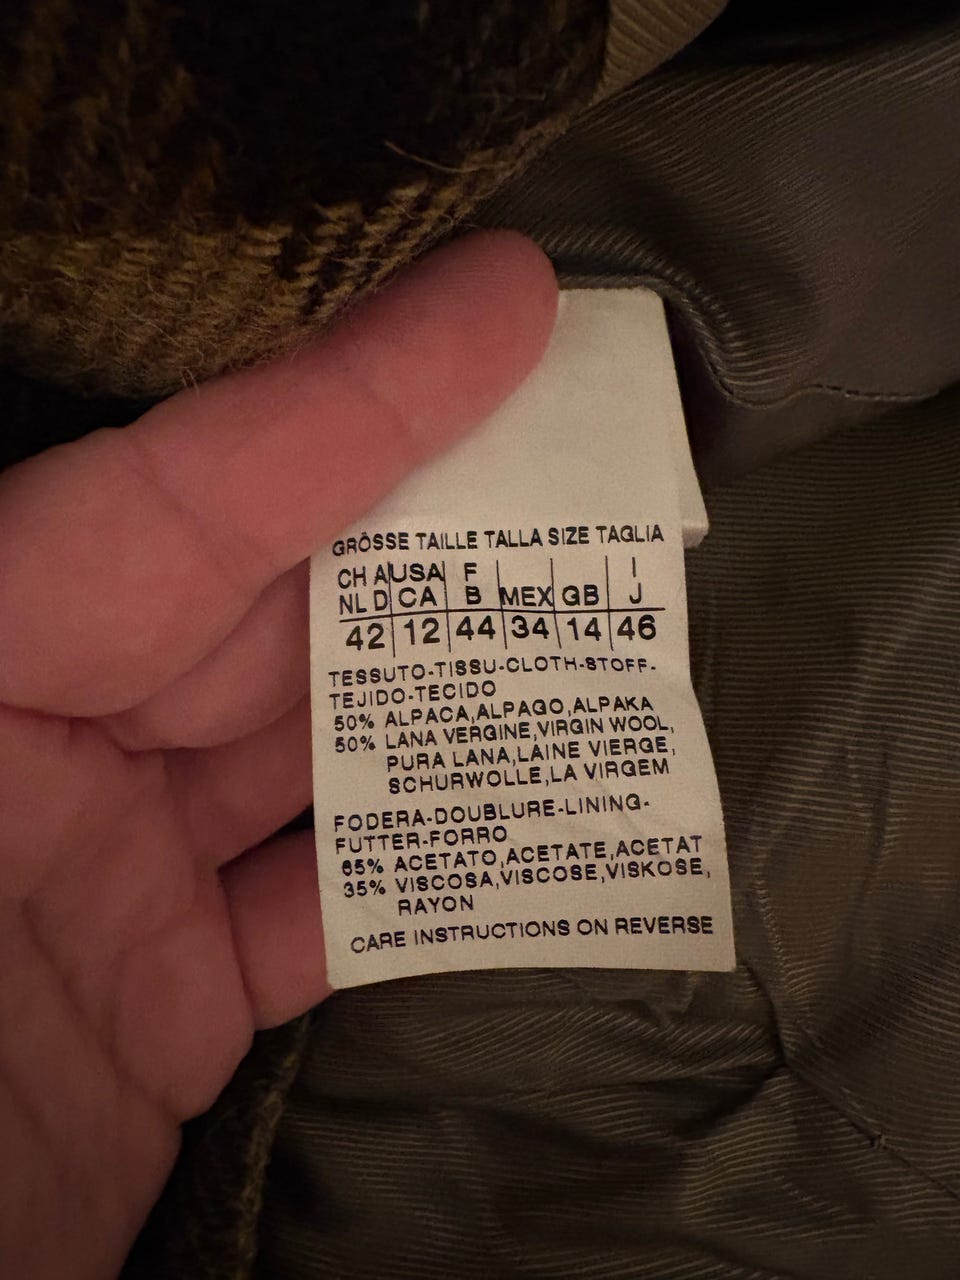 GRÖSSE TAILLE TALLA SIZE TAGLIA
CH A USA F I
NL D CA B MEX GB J
42 12 44 34 14 46
TESSUTO-TISSU-CLOTH-STOFF-
TEJIDO-TECIDO
50% ALPACA,ALPAGO,ALPAKA
50% LANA VERGINE,VIRGIN WOOL,
PURA LANA,LAINE VIERGE,
SCHURWOLLE,LA VIRGEM
FODERA-DOUBLURE-LINING-
FUTTER-FORRO
65% ACETATO,ACETATE,ACETAT
35% VISCOSA,VISCOSE,VISKOSE,
RAYON
CARE INSTRUCTIONS ON REVERSE